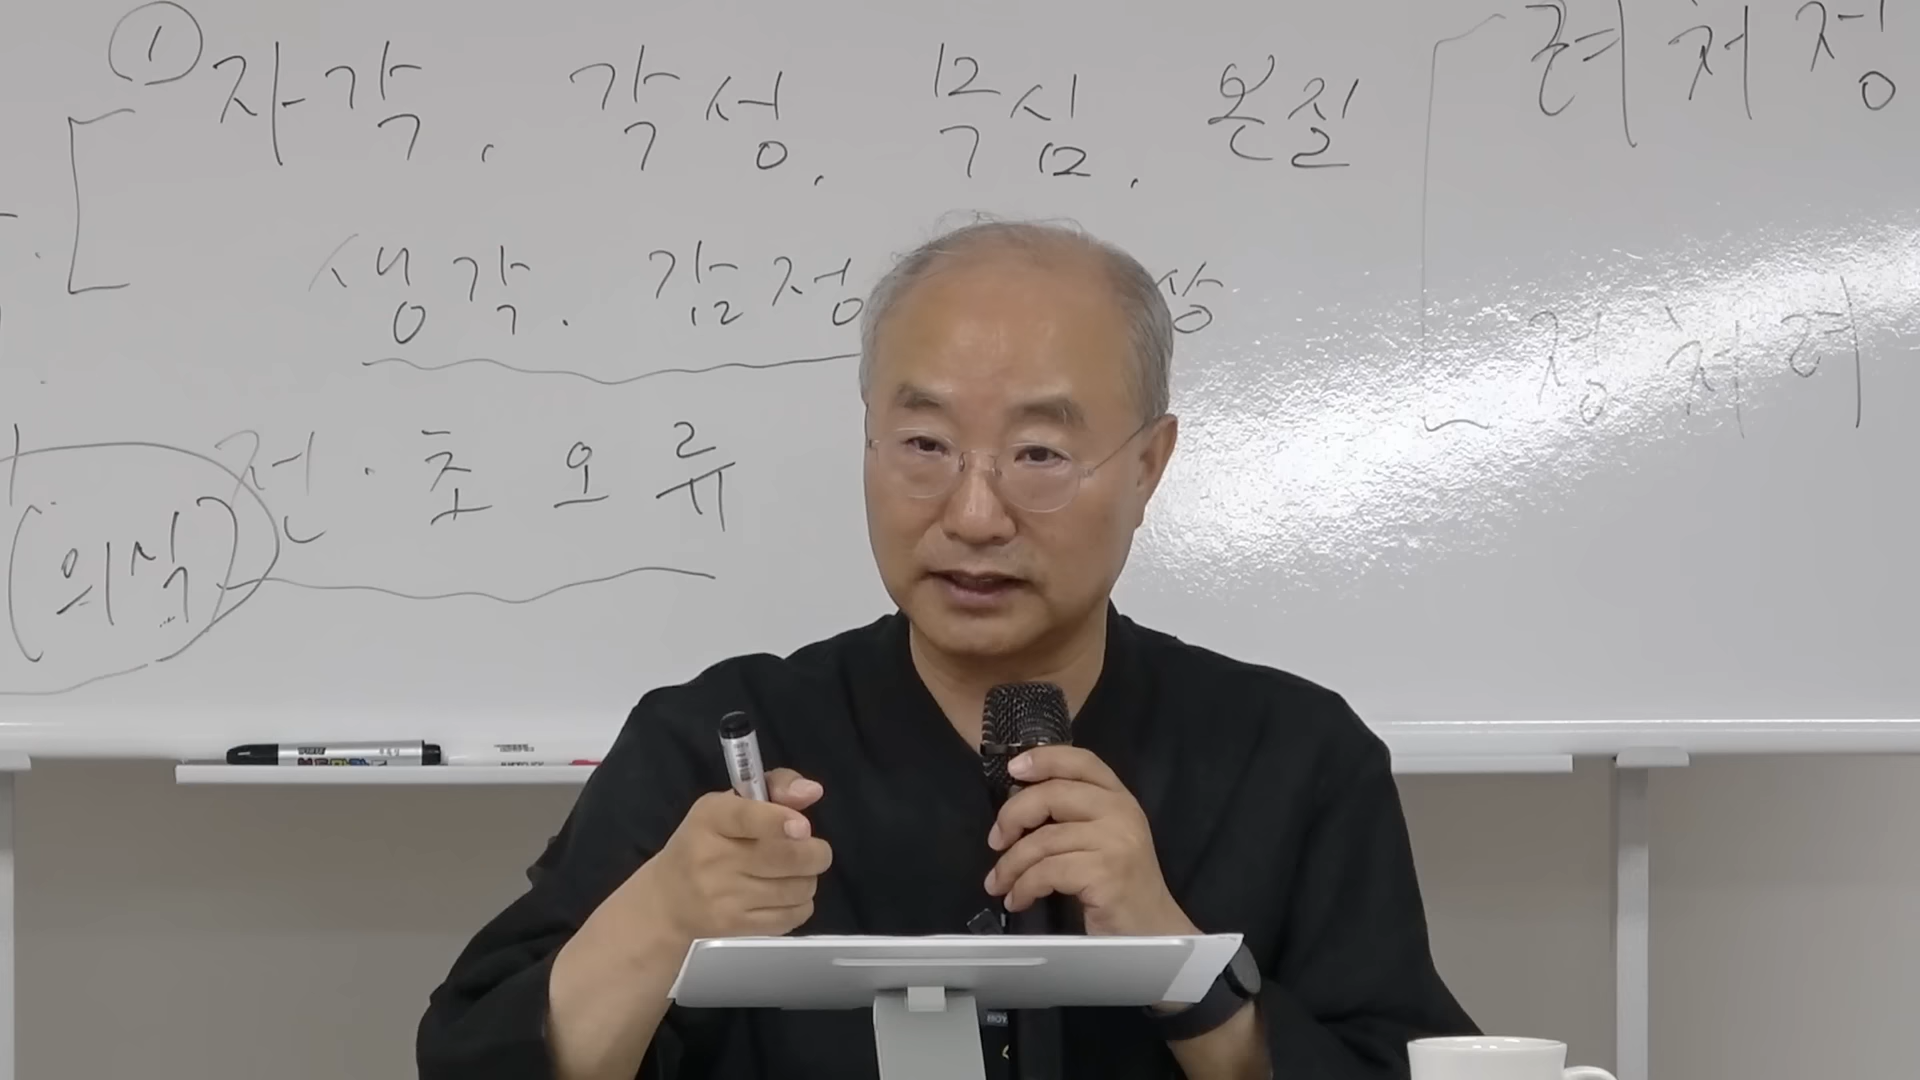 ① 자각, 각성, 무심, 본질
생각, 감정 상
전·초오류
(의식)
려처정
정처려